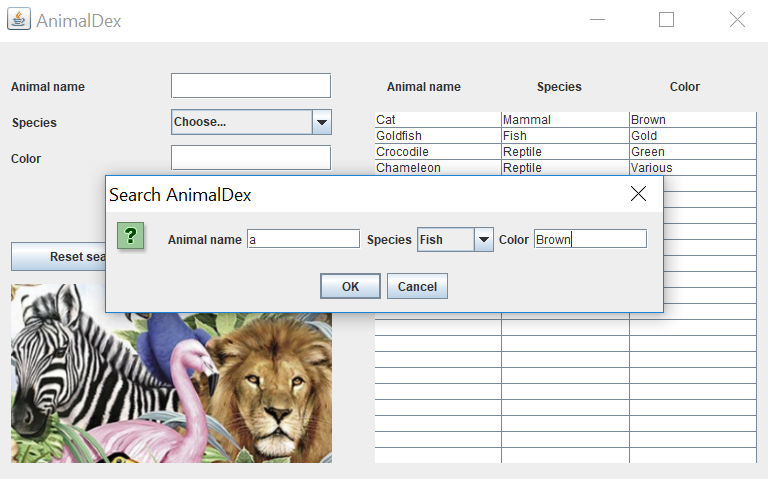 AnimalDex
Animal name
Species
Choose...
Color
Animal name Species Color
Cat Mammal Brown
Goldfish Fish Gold
Crocodile Reptile Green
Chameleon Reptile Various
Search AnimalDex
?
Animal name a Species Fish Color Brown
OK Cancel
Reset sea